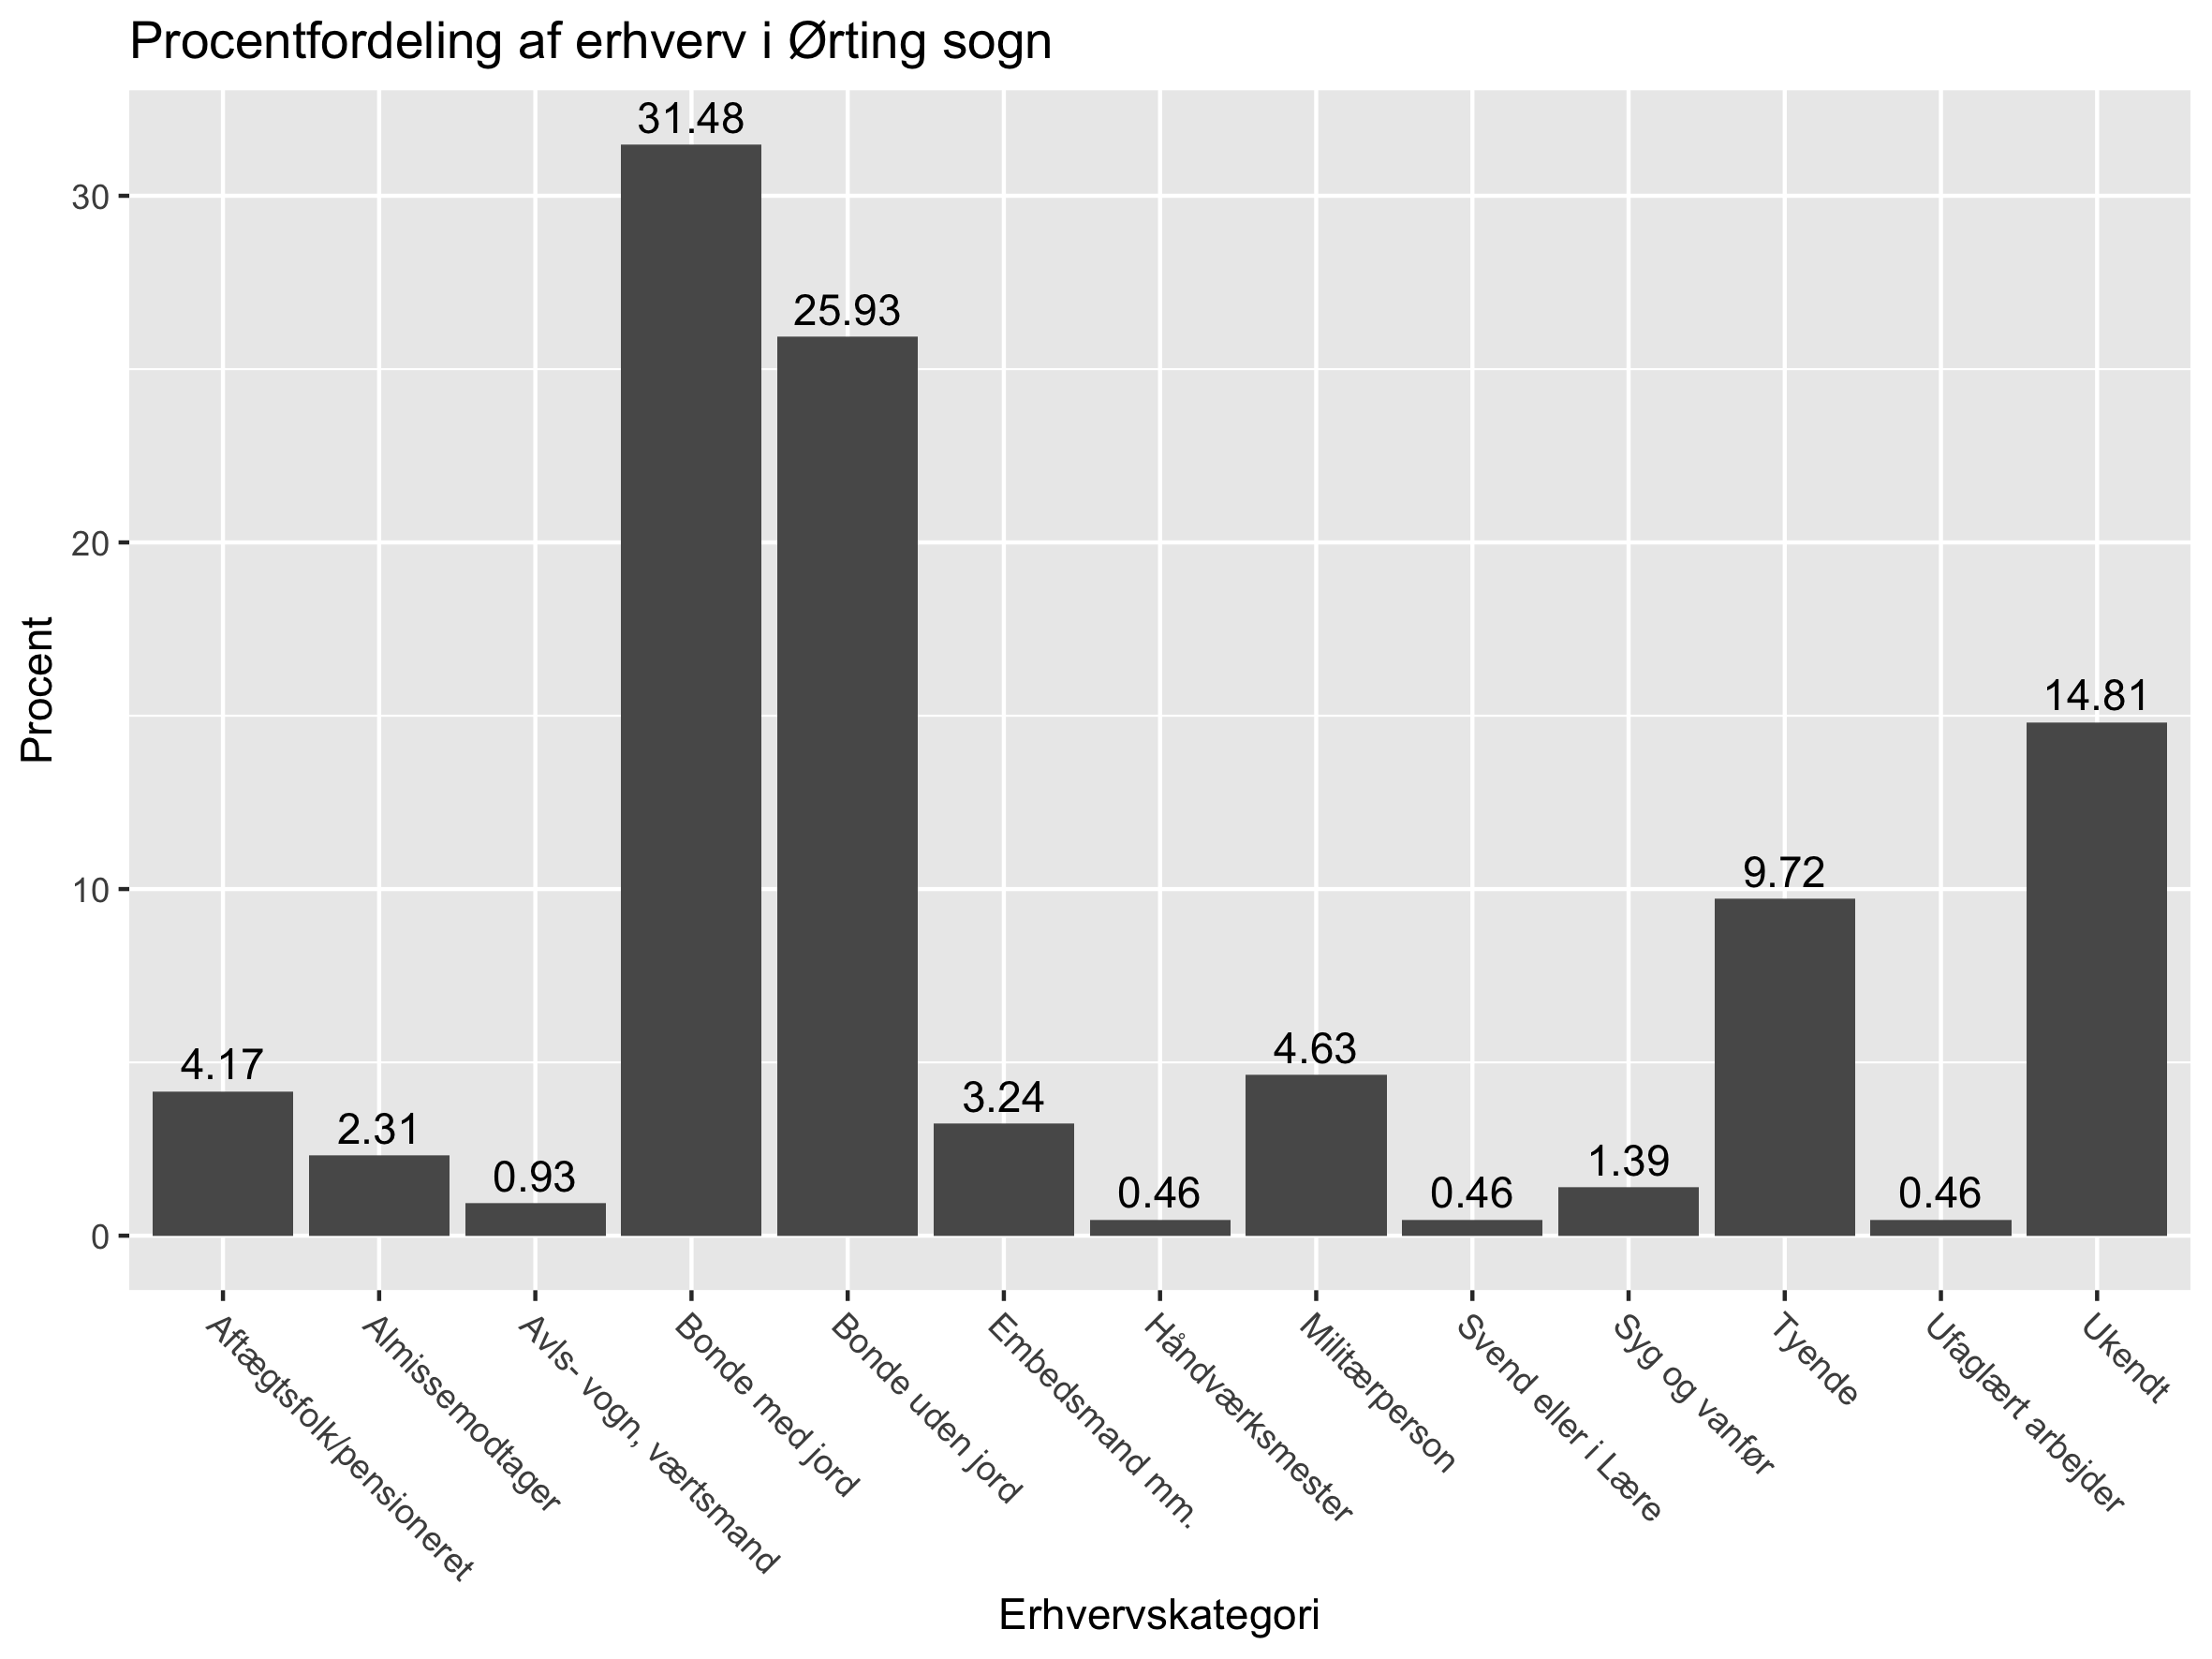 Procentfordeling af erhverv i Ørting sogn
Procent
30
20
10
0
4.17
2.31
0.93
31.48
25.93
3.24
0.46
4.63
0.46
1.39
9.72
0.46
14.81
Aftægtsfolk/pensioneret
Almissemodtager
Avls- vogn, værtsmand
Bonde med jord
Bonde uden jord
Embedsmand mm.
Håndværksmester
Militærperson
Svend eller i Lære
Syg og vanfør
Tyende
Ufaglært arbejder
Ukendt
Erhvervskategori